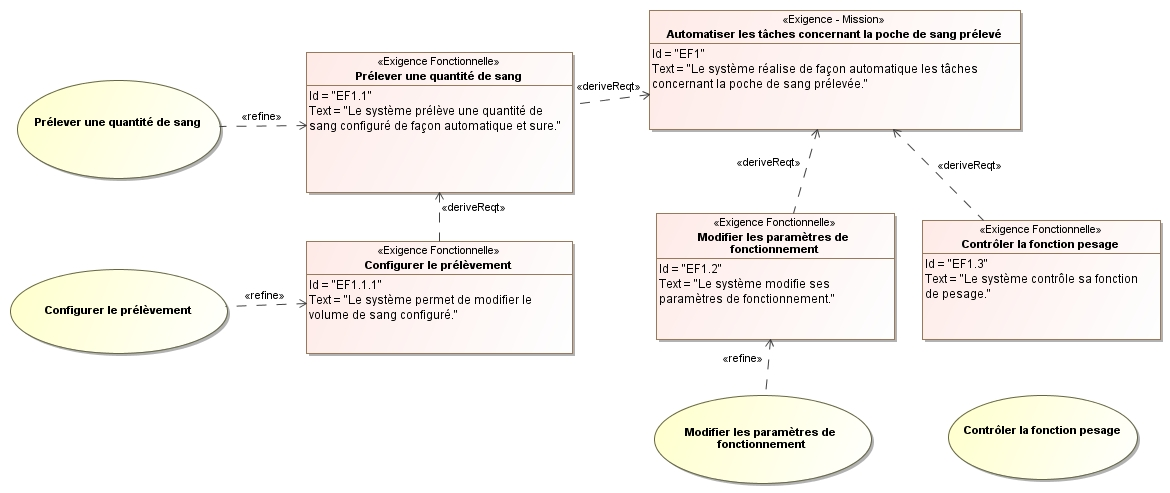 «Exigence - Mission»
Automatiser les tâches concernant la poche de sang prélevé
Id = "EF1"
Text = "Le système réalise de façon automatique les tâches
concernant la poche de sang prélevée."
«Exigence Fonctionnelle»
Prélever une quantité de sang
Id = "EF1.1"
Text = "Le système prélève une quantité de
sang configuré de façon automatique et sure."
«deriveReqt»
Prélever une quantité de sang
«refine»
«deriveReqt»
«deriveReqt»
«deriveReqt»
«Exigence Fonctionnelle»
Configurer le prélèvement
Id = "EF1.1.1"
Text = "Le système permet de modifier le
volume de sang configuré."
«Exigence Fonctionnelle»
Modifier les paramètres de
fonctionnement
Id = "EF1.2"
Text = "Le système modifie ses
paramètres de fonctionnement."
«Exigence Fonctionnelle»
Contrôler la fonction pesage
Id = "EF1.3"
Text = "Le système contrôle sa fonction
de pesage."
Configurer le prélèvement
«refine»
«refine»
Modifier les paramètres de
fonctionnement
Contrôler la fonction pesage